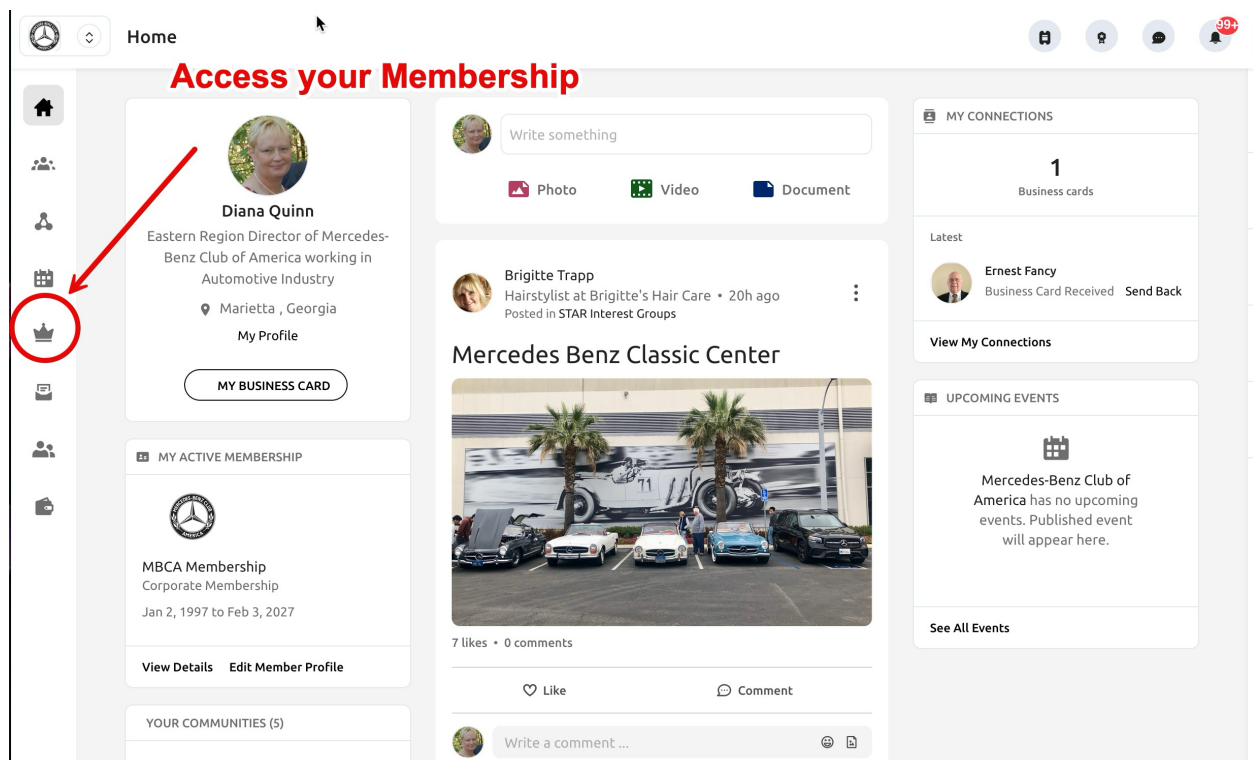 Home
99+
Access your Membership
Diana Quinn
Eastern Region Director of Mercedes-
Benz Club of America working in
Automotive Industry
Marietta , Georgia
My Profile
MY BUSINESS CARD
MY ACTIVE MEMBERSHIP
MBCA Membership
Corporate Membership
Jan 2, 1997 to Feb 3, 2027
View Details Edit Member Profile
YOUR COMMUNITIES (5)
Write something
Photo Video Document
Brigitte Trapp
Hairstylist at Brigitte's Hair Care • 20h ago
Posted in STAR Interest Groups
Mercedes Benz Classic Center
71
7 likes • 0 comments
Like Comment
Write a comment ...
MY CONNECTIONS
1
Business cards
Latest
Ernest Fancy
Business Card Received Send Back
View My Connections
UPCOMING EVENTS
Mercedes-Benz Club of
America has no upcoming
events. Published event
will appear here.
See All Events